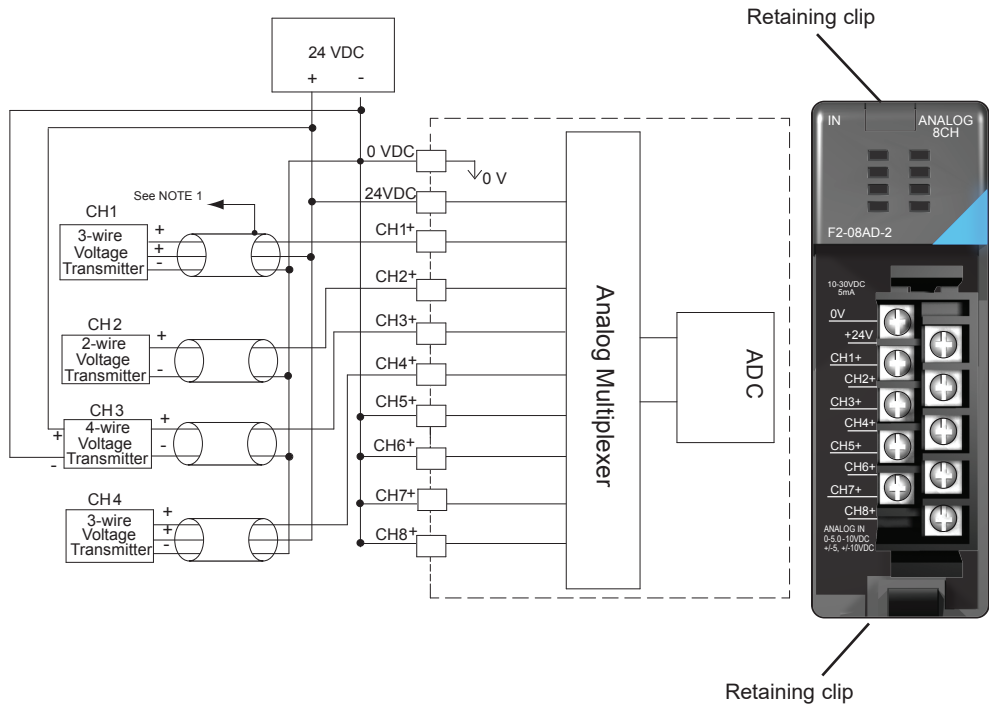 Retaining clip
24 VDC
+ -
0 VDC
0 V
24VDC
See NOTE 1
CH1
3-wire
Voltage
Transmitter
+
+
-
CH1+
CH2
2-wire
Voltage
Transmitter
+
-
CH2+
CH3
4-wire
Voltage
Transmitter
+
-
+
-
CH3+
CH4
3-wire
Voltage
Transmitter
+
+
-
CH4+
CH5+
CH6+
CH7+
CH8+
Analog Multiplexer
ADC
IN
ANALOG
8CH
F2-08AD-2
10-30VDC
5mA
0V
+24V
CH1+
CH2+
CH3+
CH4+
CH5+
CH6+
CH7+
CH8+
ANALOG IN
0-5.0 -10VDC
+/-5, +/-10VDC
Retaining clip